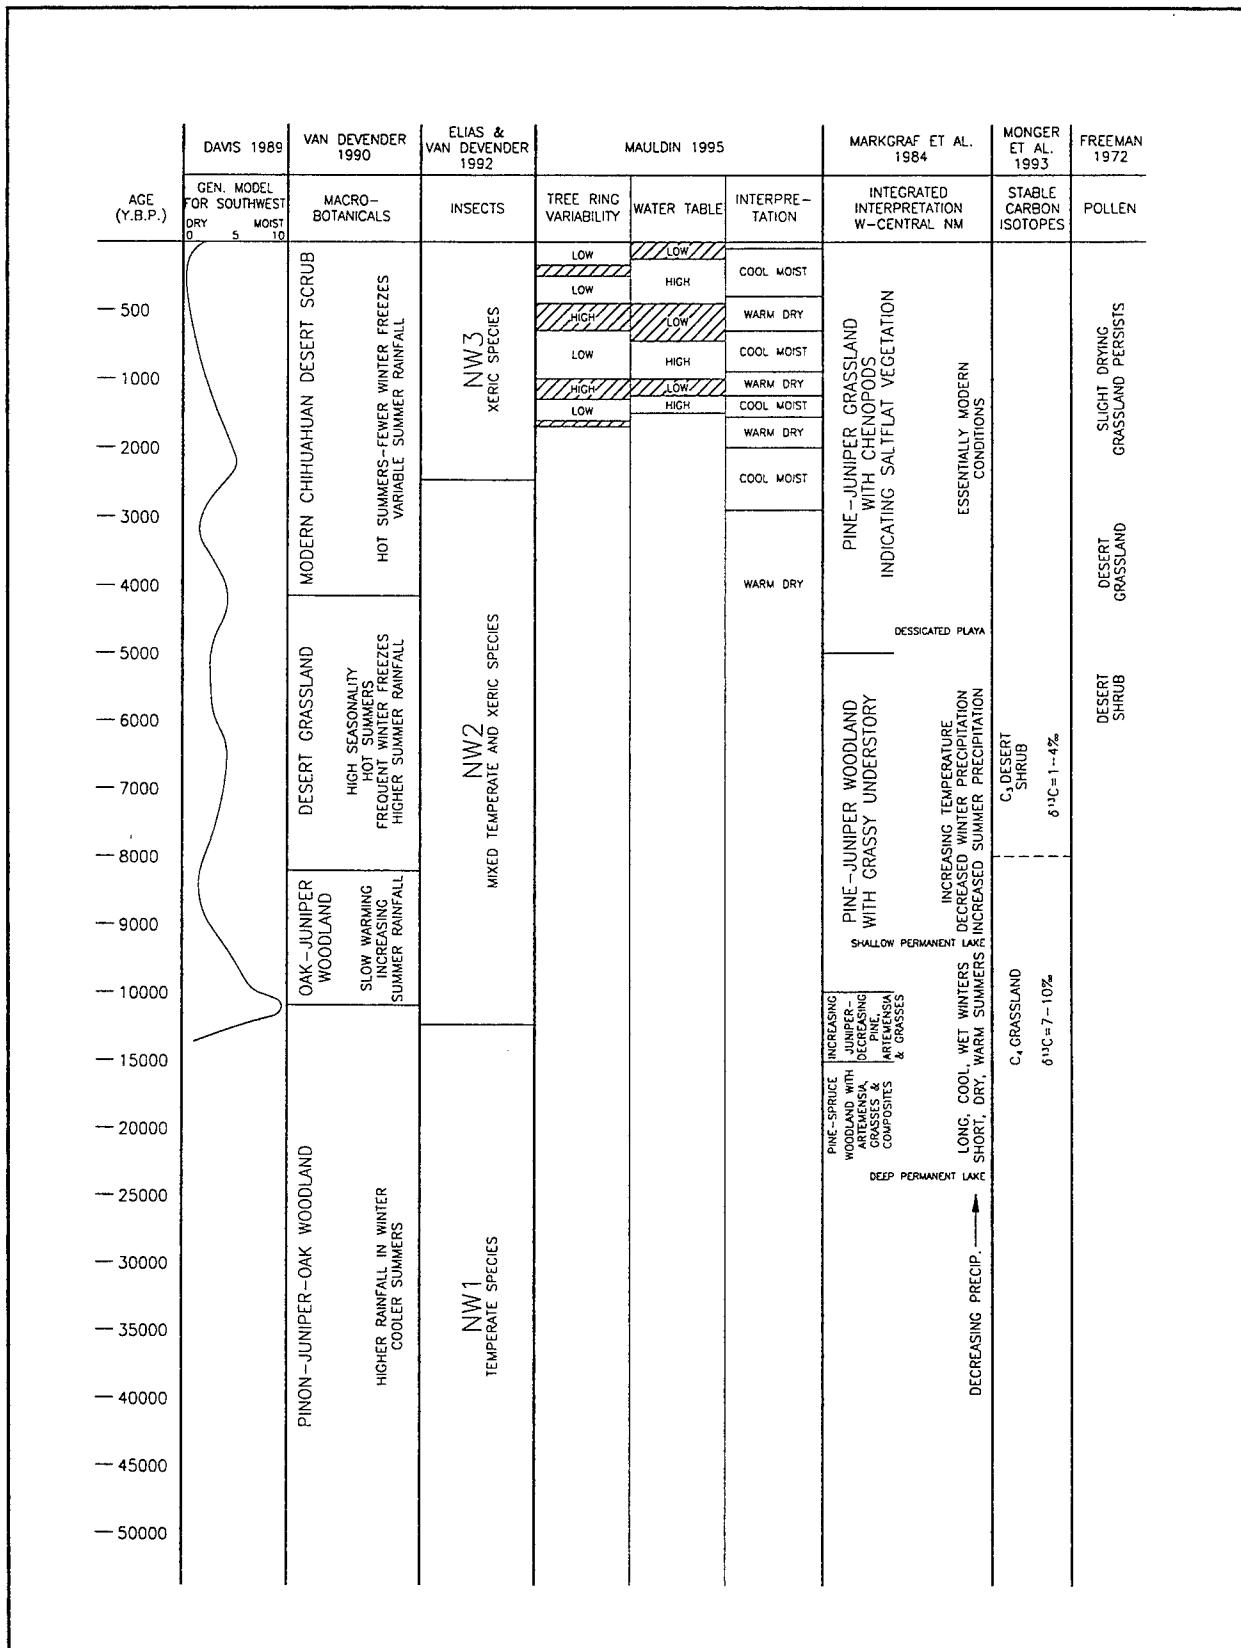 DAVIS 1989
VAN DEVENDER
1990
ELIAS &
VAN DEVENDER
1992
MAULDIN 1995
MARKGRAF ET AL.
1984
MONGER
ET AL.
1993
FREEMAN
1972
AGE
(Y.B.P.)
GEN. MODEL
FOR SOUTHWEST
DRY MOIST
0 5 10
MACRO-
BOTANICALS
INSECTS
TREE RING
VARIABILITY
WATER TABLE
INTERPRE-
TATION
INTEGRATED
INTERPRETATION
W-CENTRAL NM
STABLE
CARBON
ISOTOPES
POLLEN
500
1000
2000
3000
4000
5000
6000
7000
8000
9000
10000
15000
20000
25000
30000
35000
40000
45000
50000
MODERN CHIHUAHUAN DESERT SCRUB
HOT SUMMERS-FEWER WINTER FREEZES
VARIABLE SUMMER RAINFALL
DESERT GRASSLAND
HIGH SEASONALITY
HOT SUMMERS
FREQUENT WINTER FREEZES
HIGHER SUMMER RAINFALL
OAK-JUNIPER
WOODLAND
SLOW WARMING
INCREASING
SUMMER RAINFALL
PINON-JUNIPER-OAK WOODLAND
HIGHER RAINFALL IN WINTER
COOLER SUMMERS
NW3
XERIC SPECIES
NW2
MIXED TEMPERATE AND XERIC SPECIES
NW1
TEMPERATE SPECIES
LOW
LOW
HIGH
LOW
HIGH
LOW
LOW
HIGH
LOW
HIGH
LOW
HIGH
COOL MOIST
WARM DRY
COOL MOIST
WARM DRY
COOL MOIST
WARM DRY
COOL MOIST
WARM DRY
PINE-JUNIPER GRASSLAND
WITH CHENOPODS
INDICATING SALTFLAT VEGETATION
ESSENTIALLY MODERN
CONDITIONS
DESSICATED PLAYA
PINE-JUNIPER WOODLAND
WITH GRASSY UNDERSTORY
INCREASING TEMPERATURE
DECREASED WINTER PRECIPITATION
INCREASED SUMMER PRECIPITATION
SHALLOW PERMANENT LAKE
INCREASING
JUNIPER-
DECREASING
PINE,
ARTEMENSIA
& GRASSES
PINE-SPRUCE
WOODLAND WITH
ARTEMENSIA,
GRASSES &
COMPOSITES
LONG, COOL, WET WINTERS
SHORT, DRY, WARM SUMMERS
DEEP PERMANENT LAKE
DECREASING PRECIP.
C₃ DESERT
SHRUB
δ¹³C=1-4‰
C₄ GRASSLAND
δ¹³C=7-10‰
SLIGHT DRYING
GRASSLAND PERSISTS
DESERT
GRASSLAND
DESERT
SHRUB